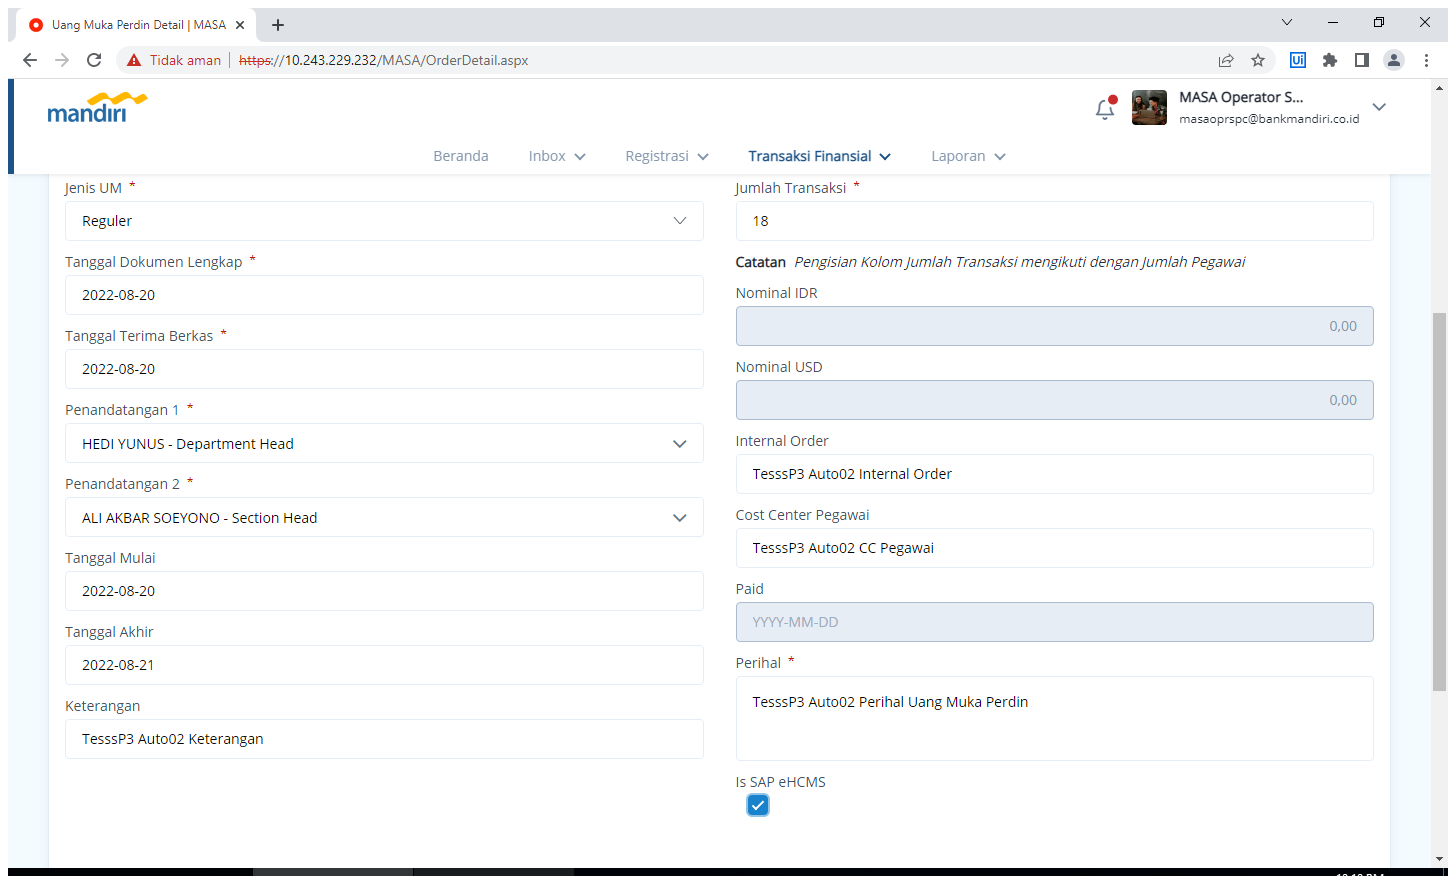 Uang Muka Perdin Detail | MASA
Tidak aman
https://10.243.229.232/MASA/OrderDetail.aspx
Ui
mandiri
MASA Operator S...
masaoprspc@bankmandiri.co.id
Beranda
Inbox
Registrasi
Transaksi Finansial
Laporan
Jenis UM *
Reguler
Tanggal Dokumen Lengkap *
2022-08-20
Tanggal Terima Berkas *
2022-08-20
Penandatangan 1 *
HEDI YUNUS - Department Head
Penandatangan 2 *
ALI AKBAR SOEYONO - Section Head
Tanggal Mulai
2022-08-20
Tanggal Akhir
2022-08-21
Keterangan
TesssP3 Auto02 Keterangan
Jumlah Transaksi *
18
Catatan Pengisian Kolom Jumlah Transaksi mengikuti dengan Jumlah Pegawai
Nominal IDR
0,00
Nominal USD
0,00
Internal Order
TesssP3 Auto02 Internal Order
Cost Center Pegawai
TesssP3 Auto02 CC Pegawai
Paid
YYYY-MM-DD
Perihal *
TesssP3 Auto02 Perihal Uang Muka Perdin
Is SAP eHCMS